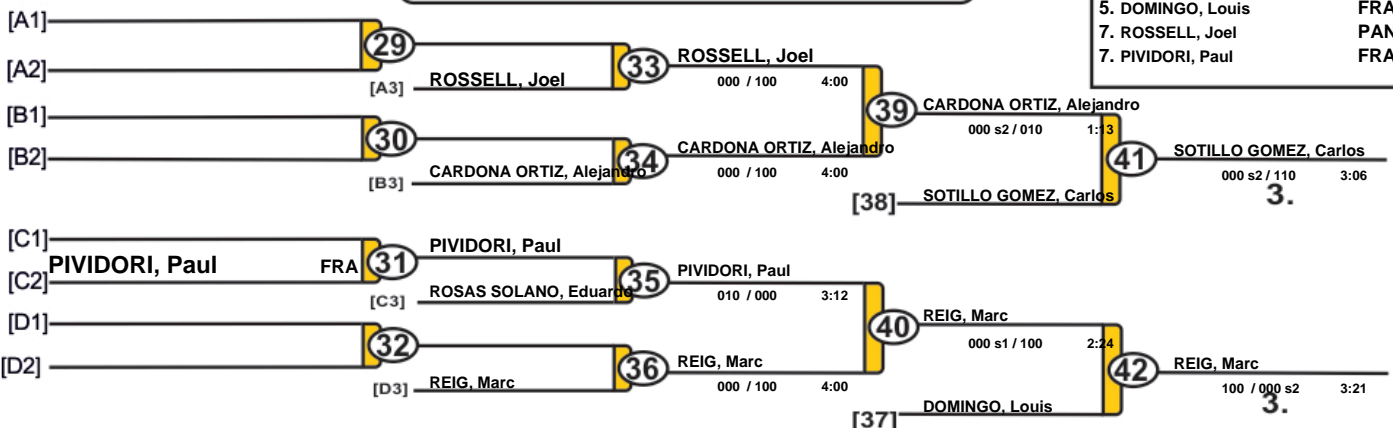 5. DOMINGO, Louis FRA
7. ROSSELL, Joel PAN
7. PIVIDORI, Paul FRA
[A1]
29
[A2]
[A3] ROSSELL, Joel
33
ROSSELL, Joel
000 / 100 4:00
[B1]
30
[B2]
[B3] CARDONA ORTIZ, Alejandro
34
CARDONA ORTIZ, Alejandro
000 / 100 4:00
39
CARDONA ORTIZ, Alejandro
000 s2 / 010 1:13
[38] SOTILLO GOMEZ, Carlos
41
SOTILLO GOMEZ, Carlos
000 s2 / 110 3:06
3.
[C1]
PIVIDORI, Paul FRA
[C2]
31
PIVIDORI, Paul
[C3] ROSAS SOLANO, Eduardo
35
PIVIDORI, Paul
010 / 000 3:12
[D1]
32
[D2]
[D3] REIG, Marc
36
REIG, Marc
000 / 100 4:00
40
REIG, Marc
000 s1 / 100 2:24
[37] DOMINGO, Louis
42
REIG, Marc
100 / 000 s2 3:21
3.